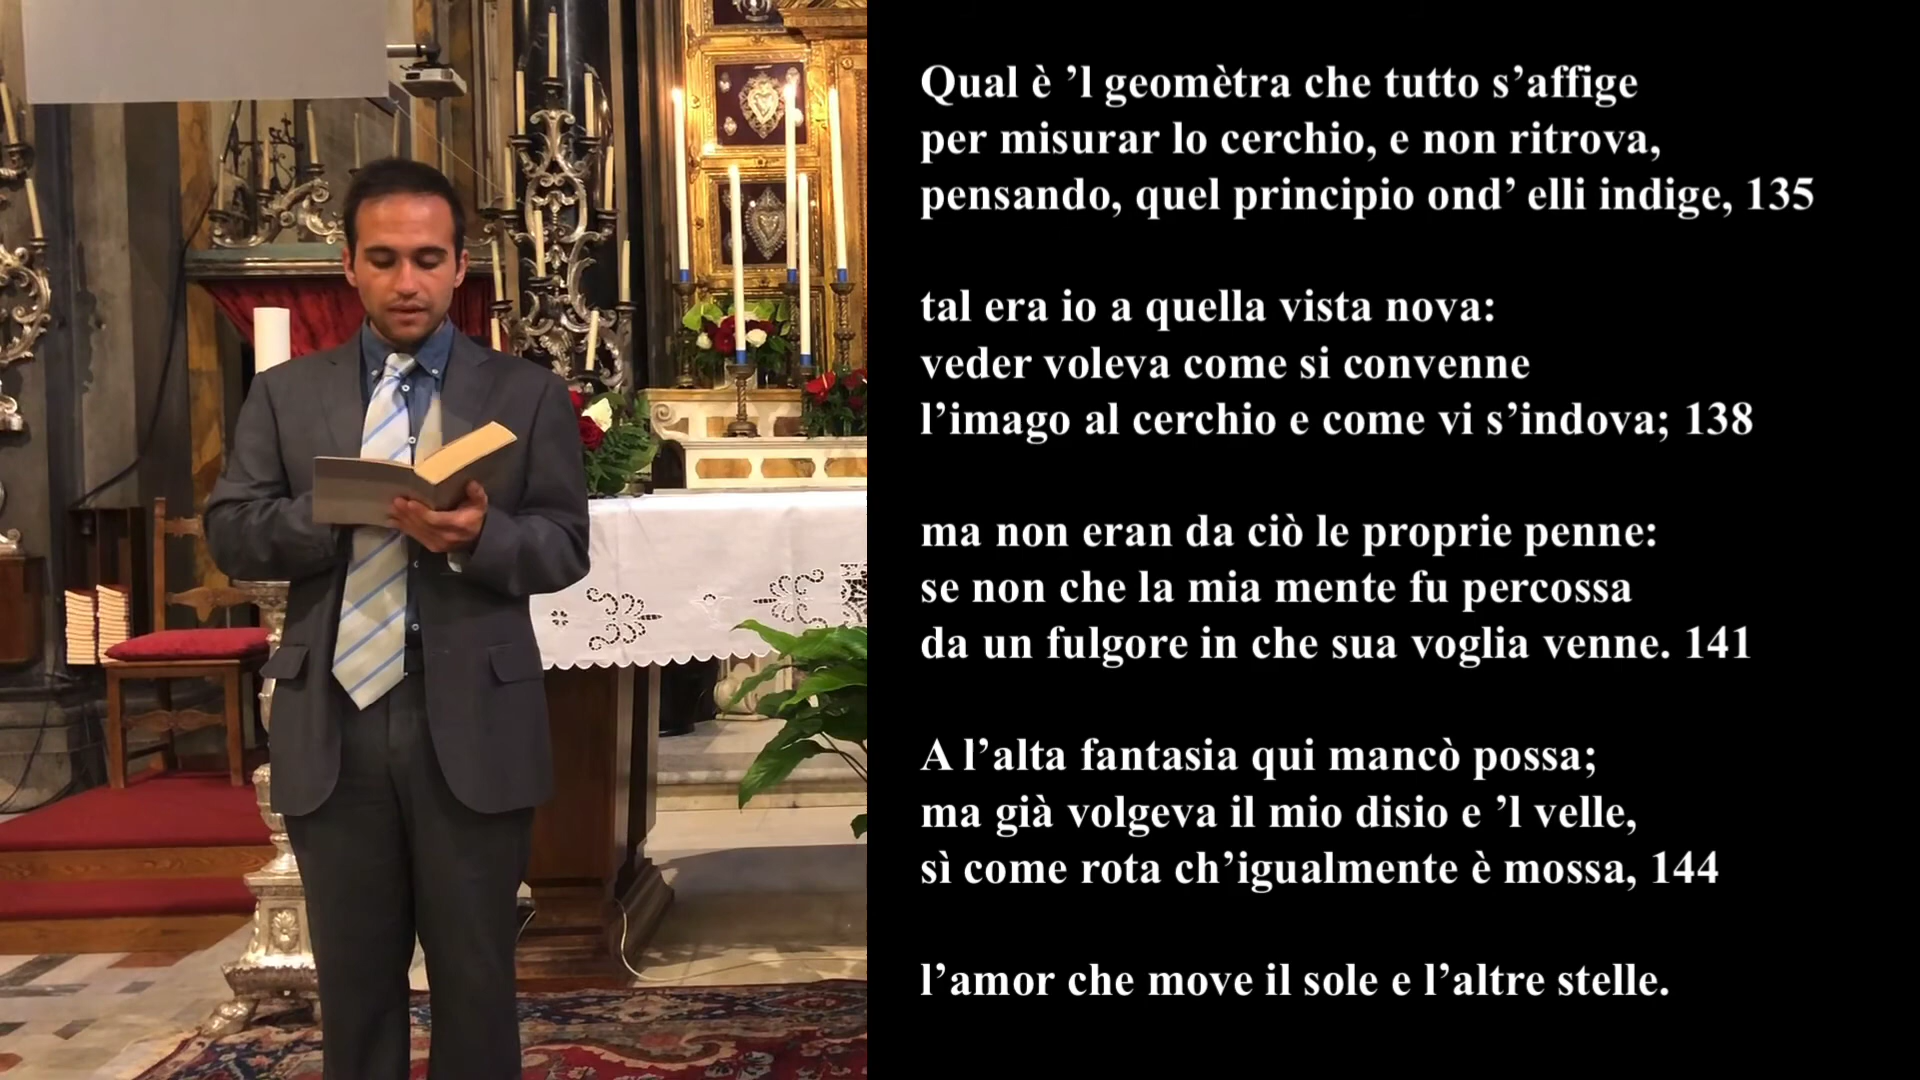 Qual è ’l geomètra che tutto s’affige
per misurar lo cerchio, e non ritrova,
pensando, quel principio ond’ elli indige, 135
tal era io a quella vista nova:
veder voleva come si convenne
l’imago al cerchio e come vi s’indova; 138
ma non eran da ciò le proprie penne:
se non che la mia mente fu percossa
da un fulgore in che sua voglia venne. 141
A l’alta fantasia qui mancò possa;
ma già volgeva il mio disio e ’l velle,
sì come rota ch’igualmente è mossa, 144
l’amor che move il sole e l’altre stelle.